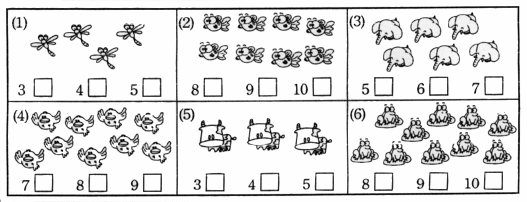 (1)
3 □ 4 □ 5 □
(2)
8 □ 9 □ 10 □
(3)
5 □ 6 □ 7 □
(4)
7 □ 8 □ 9 □
(5)
3 □ 4 □ 5 □
(6)
8 □ 9 □ 10 □